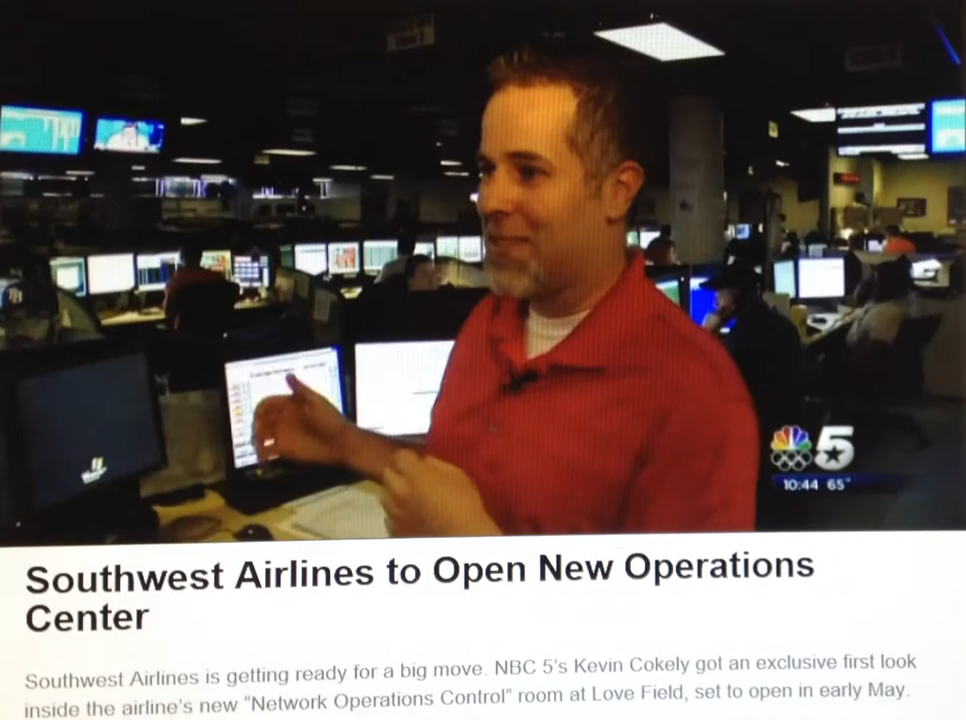 5
10:44 65°
Southwest Airlines to Open New Operations
Center
Southwest Airlines is getting ready for a big move. NBC 5's Kevin Cokely got an exclusive first look
inside the airline's new "Network Operations Control" room at Love Field, set to open in early May.